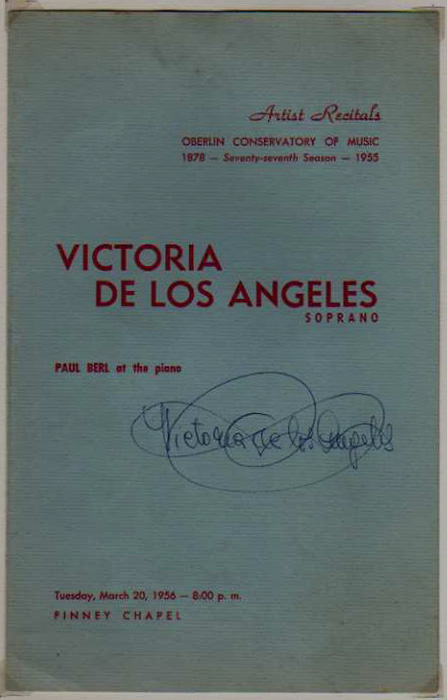 Artist Recitals
OBERLIN CONSERVATORY OF MUSIC
1878 — Seventy-seventh Season — 1955
VICTORIA
DE LOS ANGELES
SOPRANO
PAUL BERL at the piano
Victoria de los Angeles
Tuesday, March 20, 1956 — 8:00 p. m.
FINNEY CHAPEL